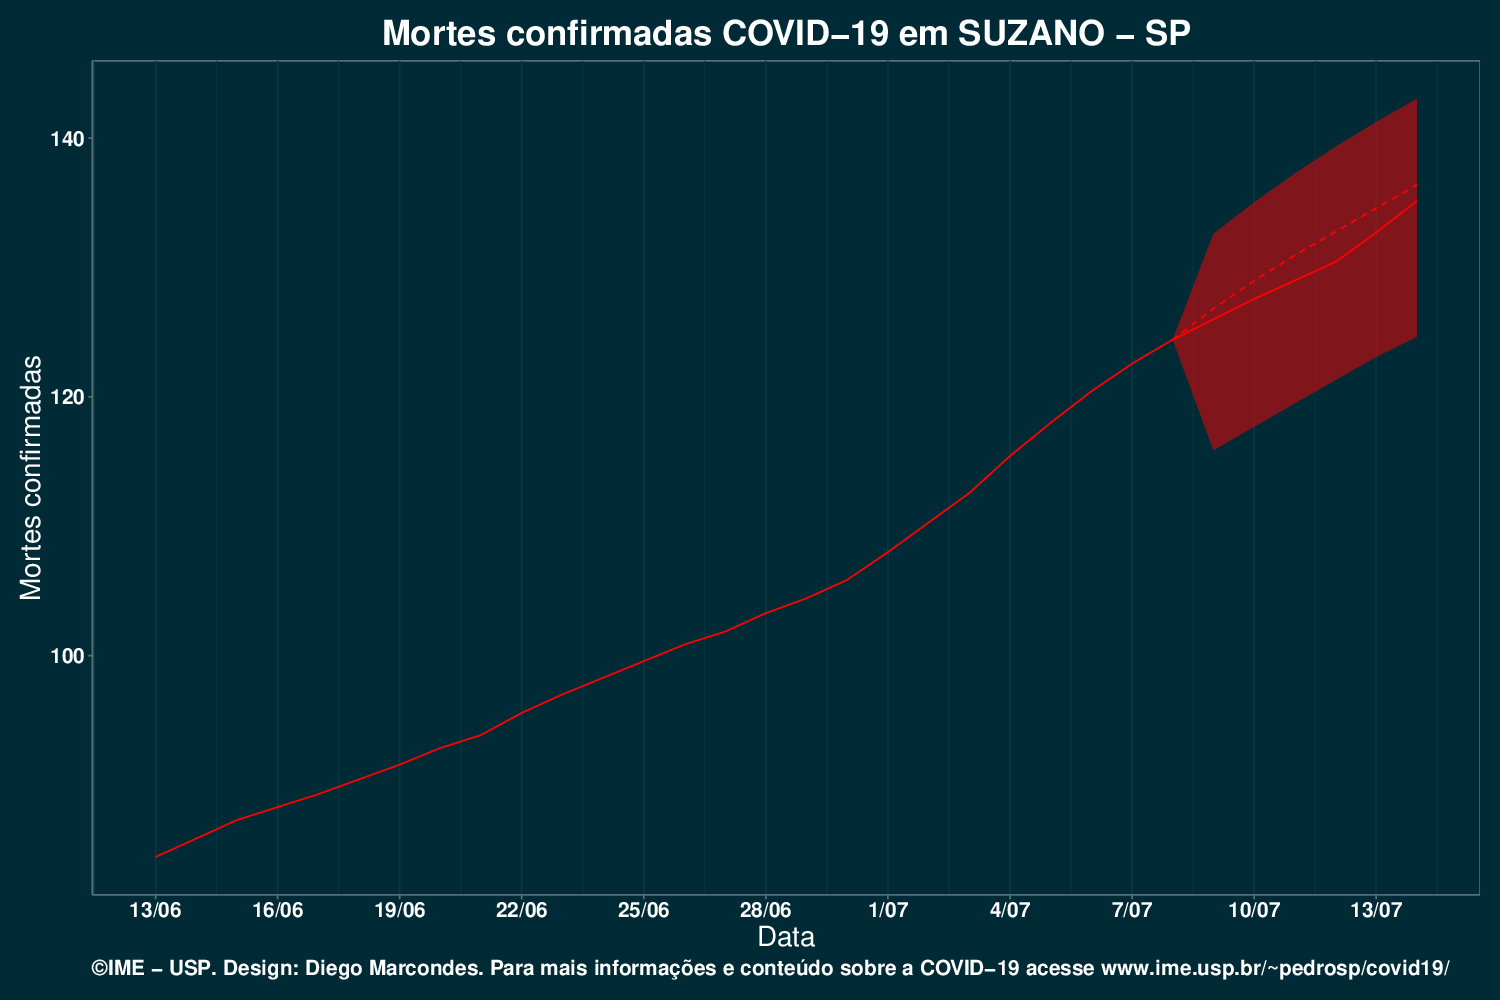 Mortes confirmadas COVID−19 em SUZANO − SP
Mortes confirmadas
140
120
100
13/06 16/06 19/06 22/06 25/06 28/06 1/07 4/07 7/07 10/07 13/07
Data
©IME − USP. Design: Diego Marcondes. Para mais informações e conteúdo sobre a COVID−19 acesse www.ime.usp.br/~pedrosp/covid19/